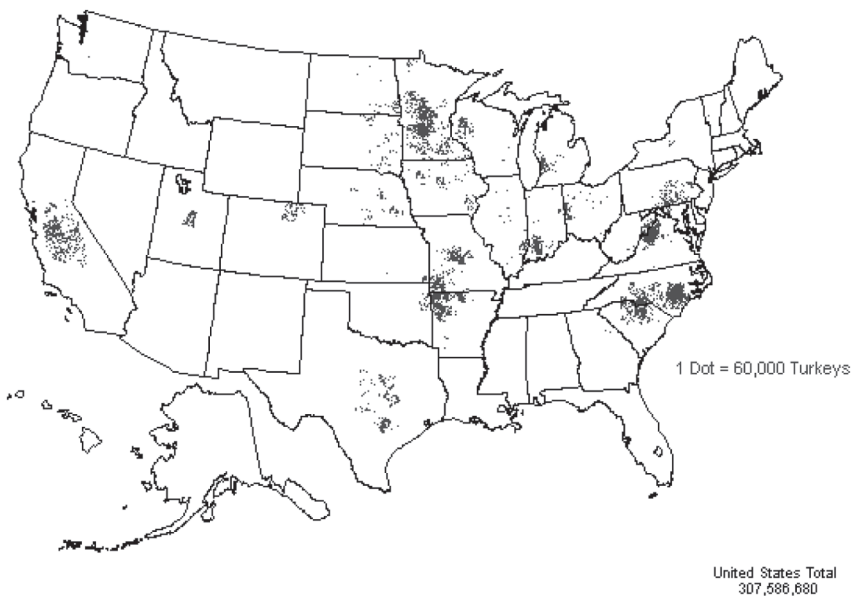 1 Dot = 60,000 Turkeys
United States Total
307,586,680